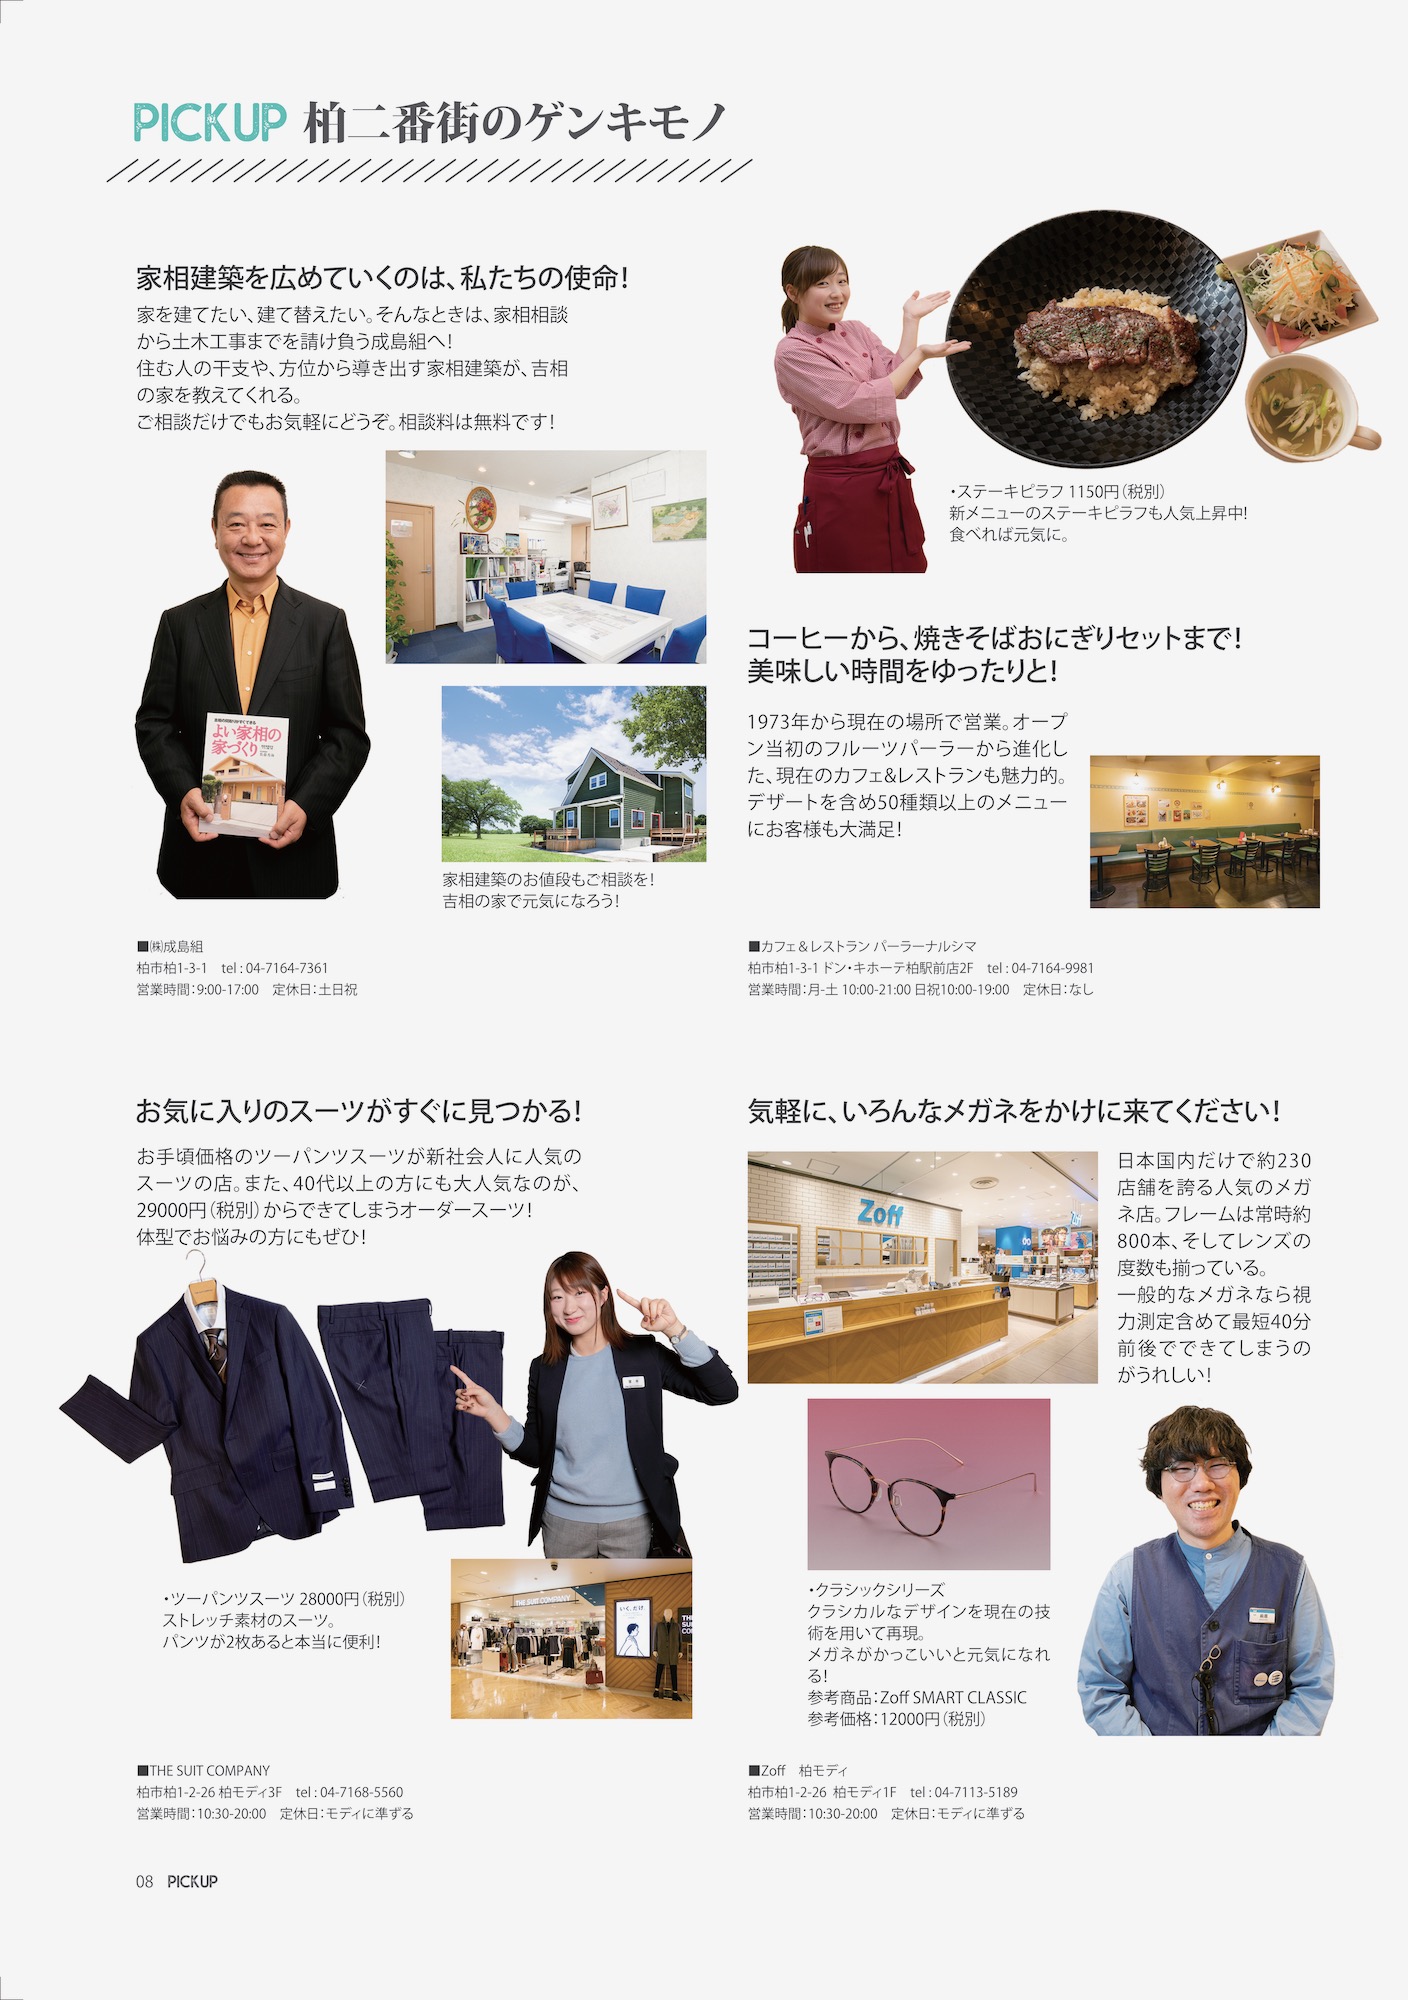 PICKUP 柏二番街のゲンキモノ
家相建築を広めていくのは、私たちの使命！
家を建てたい、建て替えたい。そんなときは、家相相談
から土木工事までを請け負う成島組へ！
住む人の干支や、方位から導き出す家相建築が、吉相
の家を教えてくれる。
ご相談だけでもお気軽にどうぞ。相談料は無料です！
よい家相の
家づくり
家相建築のお値段もご相談を！
吉相の家で元気になろう！
■㈱成島組
柏市柏1-3-1　tel : 04-7164-7361
営業時間：9:00-17:00　定休日：土日祝
・ステーキピラフ 1150円（税別）
新メニューのステーキピラフも人気上昇中！
食べれば元気に。
コーヒーから、焼きそばおにぎりセットまで！
美味しい時間をゆったりと！
1973年から現在の場所で営業。オープ
ン当初のフルーツパーラーから進化し
た、現在のカフェ&レストランも魅力的。
デザートを含め50種類以上のメニュー
にお客様も大満足！
■カフェ＆レストラン パーラーナルシマ
柏市柏1-3-1 ドン・キホーテ柏駅前店2F　tel : 04-7164-9981
営業時間：月-土 10:00-21:00 日祝10:00-19:00　定休日：なし
お気に入りのスーツがすぐに見つかる！
お手頃価格のツーパンツスーツが新社会人に人気の
スーツの店。また、40代以上の方にも大人気なのが、
29000円（税別）からできてしまうオーダースーツ！
体型でお悩みの方にもぜひ！
・ツーパンツスーツ 28000円（税別）
ストレッチ素材のスーツ。
パンツが2枚あると本当に便利！
THE SUIT COMPANY
いく、だけ。
THE
SUIT
CO
■THE SUIT COMPANY
柏市柏1-2-26 柏モディ3F　tel : 04-7168-5560
営業時間：10:30-20:00　定休日：モディに準ずる
気軽に、いろんなメガネをかけに来てください！
Zoff
日本国内だけで約230
店舗を誇る人気のメガ
ネ店。フレームは常時約
800本、そしてレンズの
度数も揃っている。
一般的なメガネなら視
力測定含めて最短40分
前後でできてしまうの
がうれしい！
・クラシックシリーズ
クラシカルなデザインを現在の技
術を用いて再現。
メガネがかっこいいと元気になれ
る！
参考商品：Zoff SMART CLASSIC
参考価格：12000円（税別）
■Zoff　柏モディ
柏市柏1-2-26 柏モディ1F　tel : 04-7113-5189
営業時間：10:30-20:00　定休日：モディに準ずる
08 PICKUP